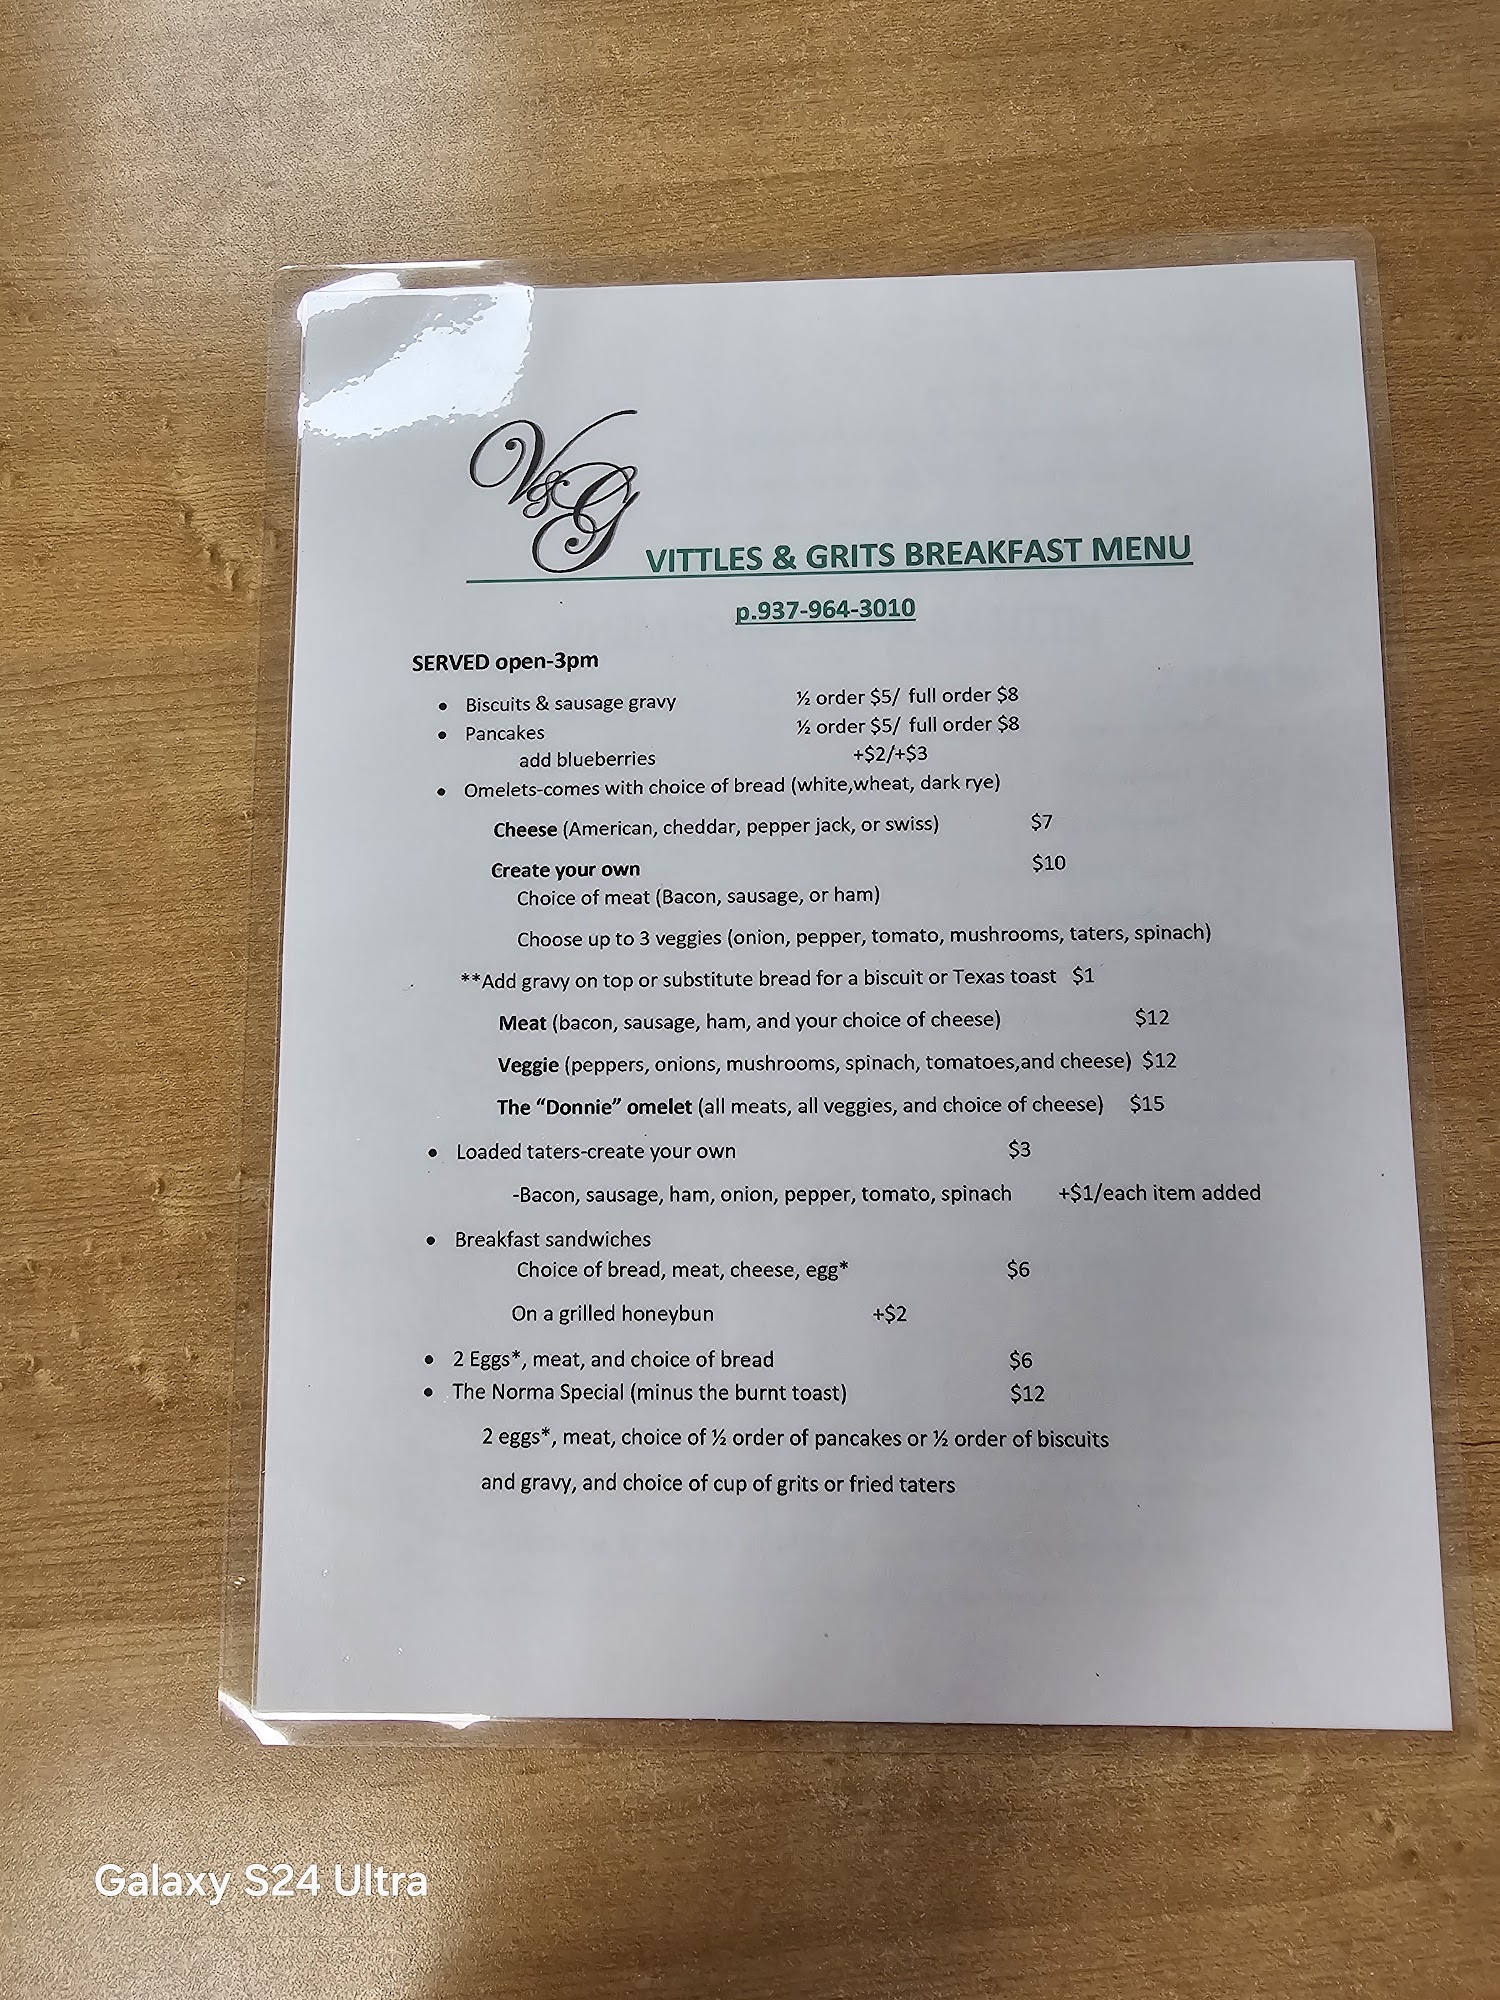 V&G
VITTLES & GRITS BREAKFAST MENU
p.937-964-3010
SERVED open-3pm
• Biscuits & sausage gravy ½ order $5/ full order $8
• Pancakes ½ order $5/ full order $8
add blueberries +$2/+$3
• Omelets-comes with choice of bread (white,wheat, dark rye)
Cheese (American, cheddar, pepper jack, or swiss) $7
Create your own $10
Choice of meat (Bacon, sausage, or ham)
Choose up to 3 veggies (onion, pepper, tomato, mushrooms, taters, spinach)
**Add gravy on top or substitute bread for a biscuit or Texas toast $1
Meat (bacon, sausage, ham, and your choice of cheese) $12
Veggie (peppers, onions, mushrooms, spinach, tomatoes,and cheese) $12
The “Donnie” omelet (all meats, all veggies, and choice of cheese) $15
• Loaded taters-create your own $3
-Bacon, sausage, ham, onion, pepper, tomato, spinach +$1/each item added
• Breakfast sandwiches
Choice of bread, meat, cheese, egg* $6
On a grilled honeybun +$2
• 2 Eggs*, meat, and choice of bread $6
• The Norma Special (minus the burnt toast) $12
2 eggs*, meat, choice of ½ order of pancakes or ½ order of biscuits
and gravy, and choice of cup of grits or fried taters
Galaxy S24 Ultra